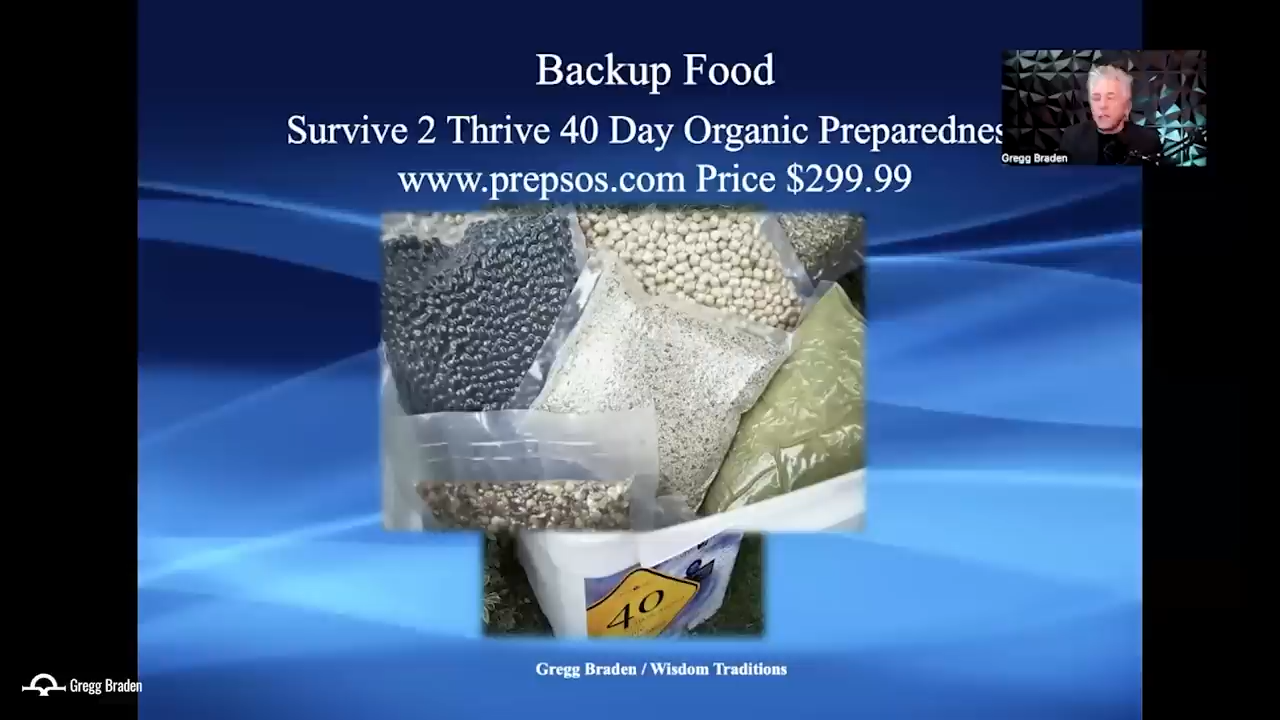 Backup Food
Survive 2 Thrive 40 Day Organic Preparednes
www.prepsos.com Price $299.99
Gregg Braden
40
Gregg Braden / Wisdom Traditions
Gregg Braden